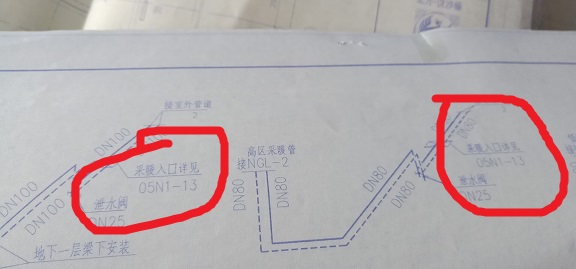 接室外管道
2
DN100
采暖入口详见
05N1-13
泄水阀
DN25
DN100
DN100
地下一层梁下安装
高区采暖管
接NGL-2
DN80
DN80
DN80
DN80
DN80
采暖入口详见
05N1-13
泄水阀
DN25